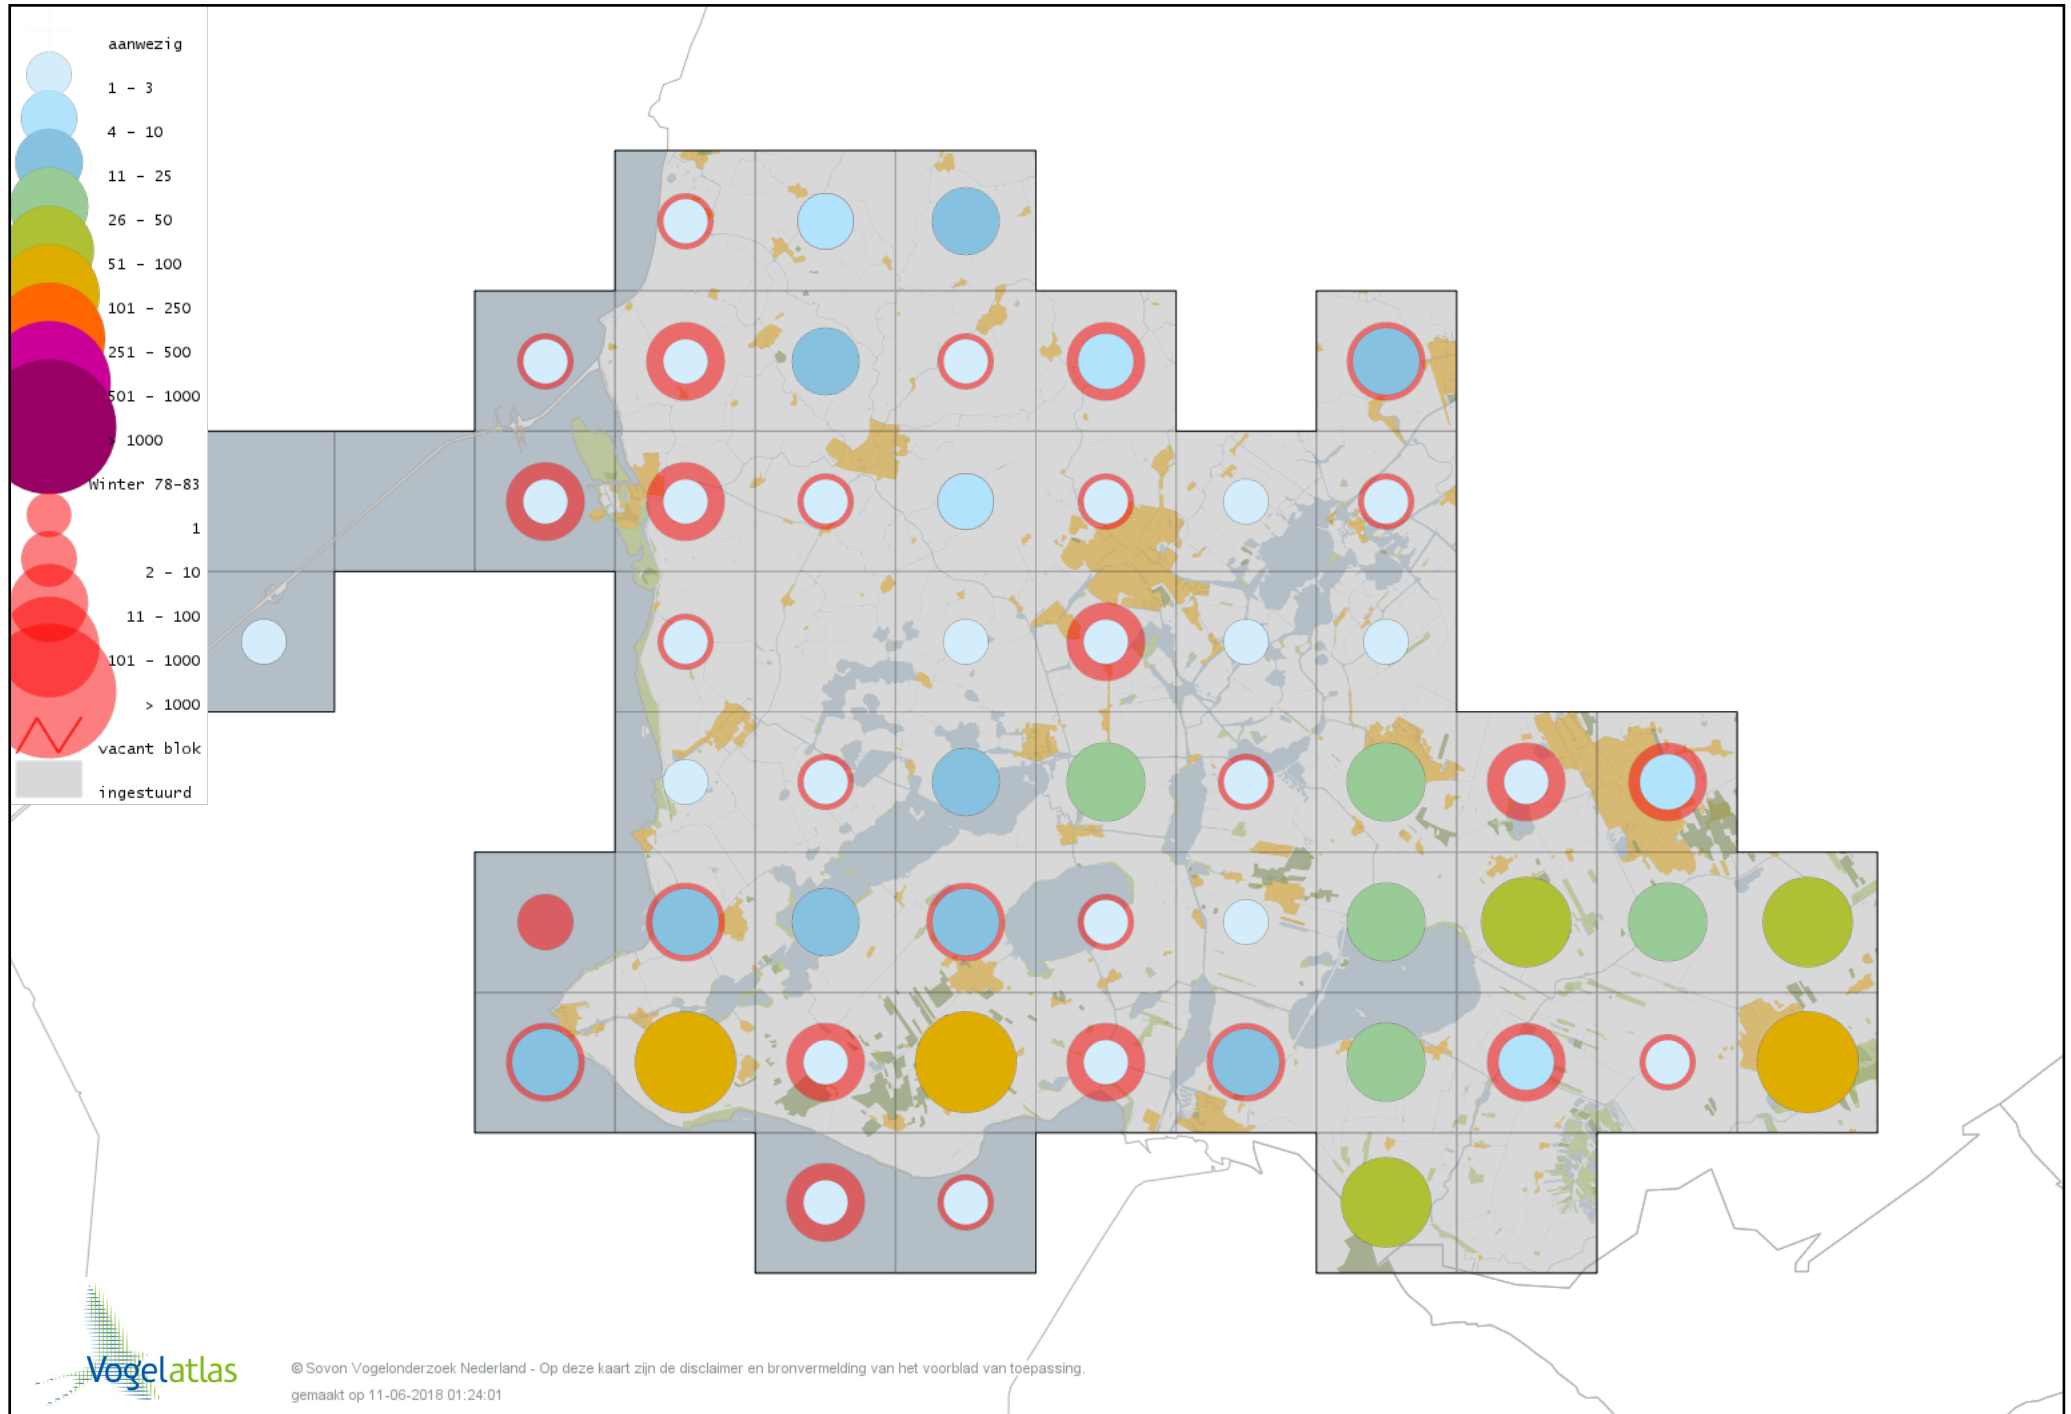 aanwezig
1 - 3
4 - 10
11 - 25
26 - 50
51 - 100
101 - 250
251 - 500
501 - 1000
> 1000
Winter 78-83
1
2 - 10
11 - 100
101 - 1000
> 1000
vacant blok
ingestuurd
Vogelatlas
© Sovon Vogelonderzoek Nederland - Op deze kaart zijn de disclaimer en bronvermelding van het voorblad van toepassing.
gemaakt op 11-06-2018 01:24:01